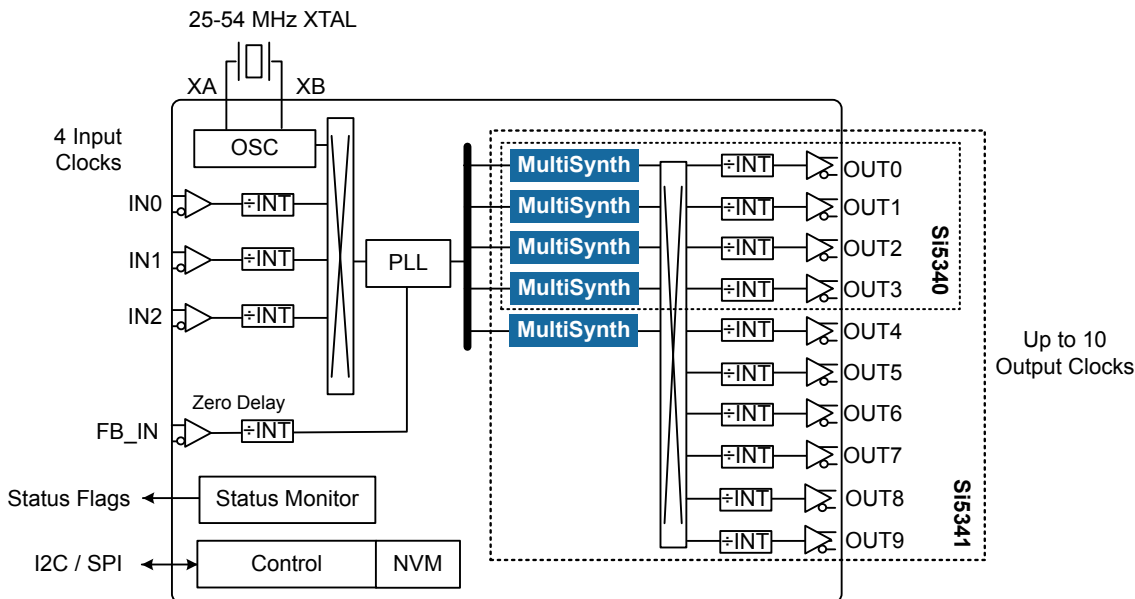 25-54 MHz XTAL
XA
XB
4 Input
Clocks
OSC
IN0
÷INT
IN1
÷INT
IN2
÷INT
PLL
Zero Delay
FB_IN
÷INT
MultiSynth
÷INT
OUT0
MultiSynth
÷INT
OUT1
MultiSynth
÷INT
OUT2
MultiSynth
÷INT
OUT3
MultiSynth
÷INT
OUT4
÷INT
OUT5
÷INT
OUT6
÷INT
OUT7
÷INT
OUT8
÷INT
OUT9
Si5340
Si5341
Up to 10
Output Clocks
Status Flags
Status Monitor
I2C / SPI
Control
NVM